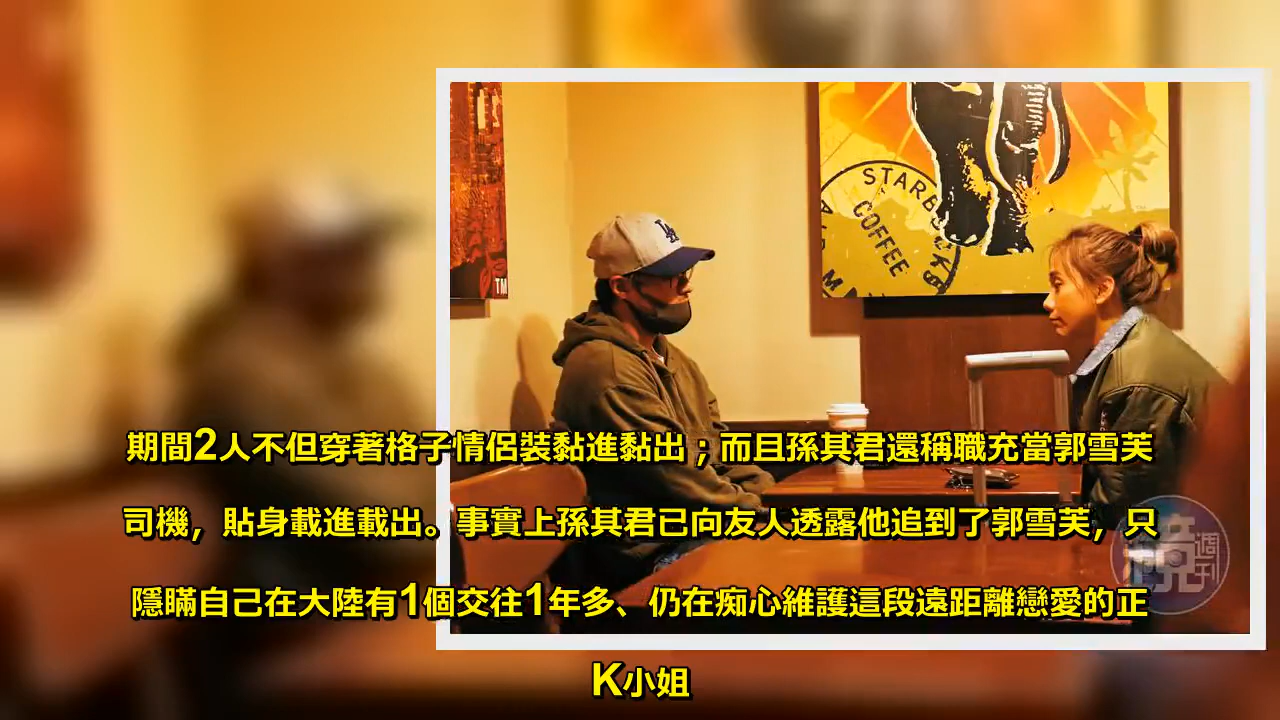 STARBUCKS
COFFEE
TM
LA
週
刊
期間2人不但穿著格子情侶裝黏進黏出；而且孫其君還稱職充當郭雪芙
司機，貼身載進載出。事實上孫其君已向友人透露他追到了郭雪芙，只
隱瞞自己在大陸有1個交往1年多、仍在痴心維護這段遠距離戀愛的正
K小姐